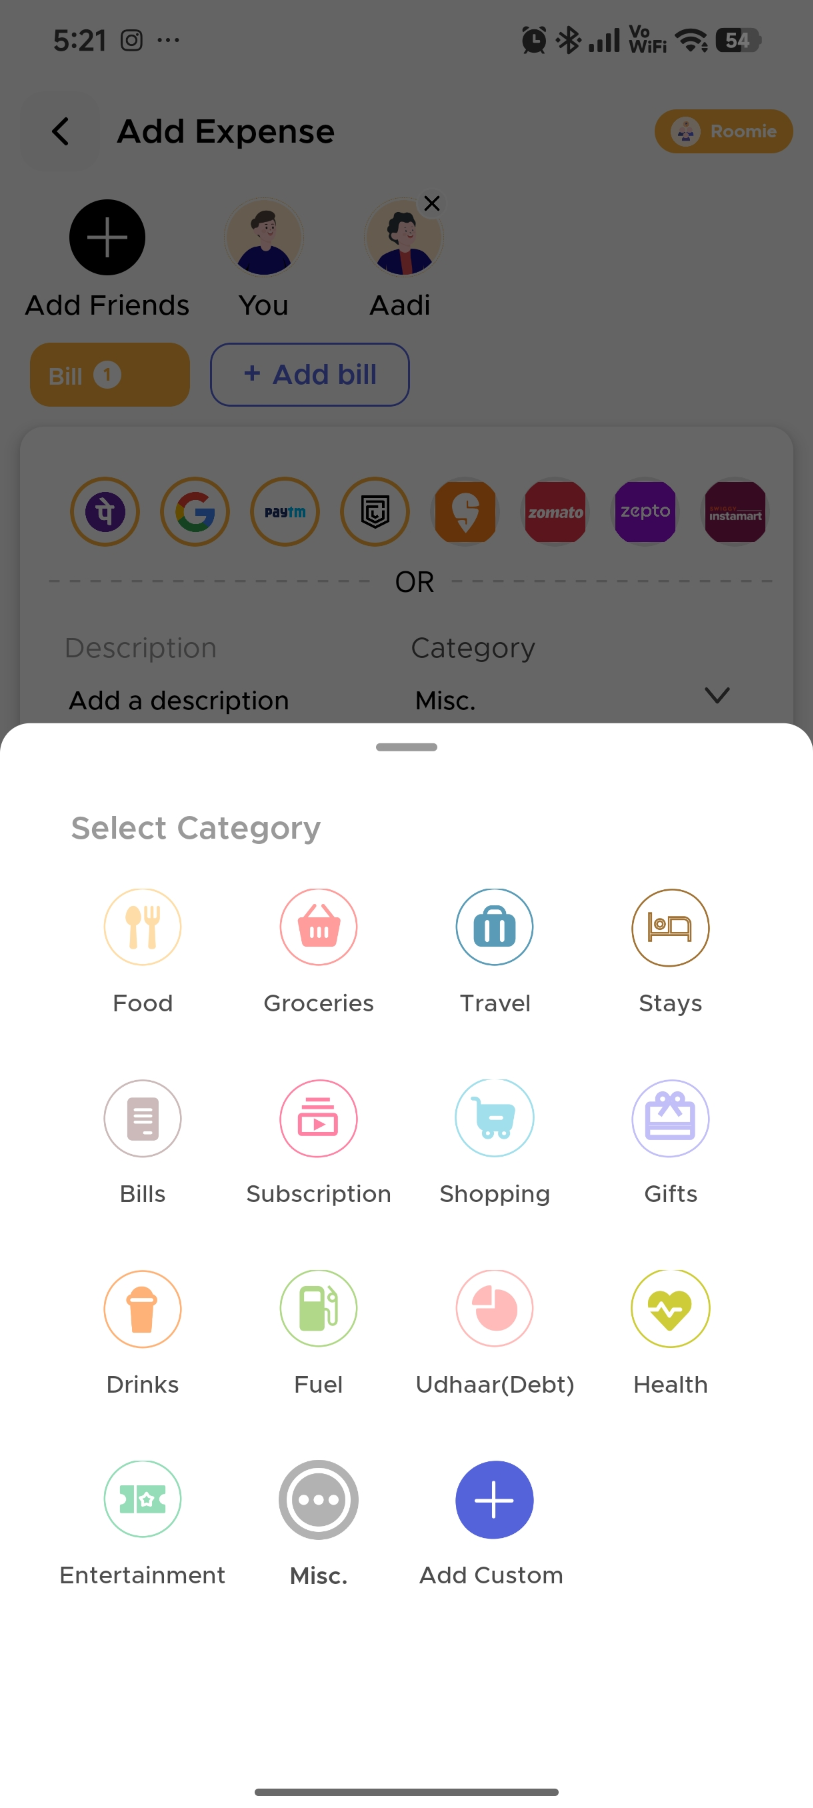 5:21
Vo
WiFi
54
Add Expense
Roomie
Add Friends
You
Aadi
Bill 1
+ Add bill
पे
G
paytm
zomato
zepto
instamart
OR
Description
Category
Add a description
Misc.
Select Category
Food
Groceries
Travel
Stays
Bills
Subscription
Shopping
Gifts
Drinks
Fuel
Udhaar(Debt)
Health
Entertainment
Misc.
Add Custom